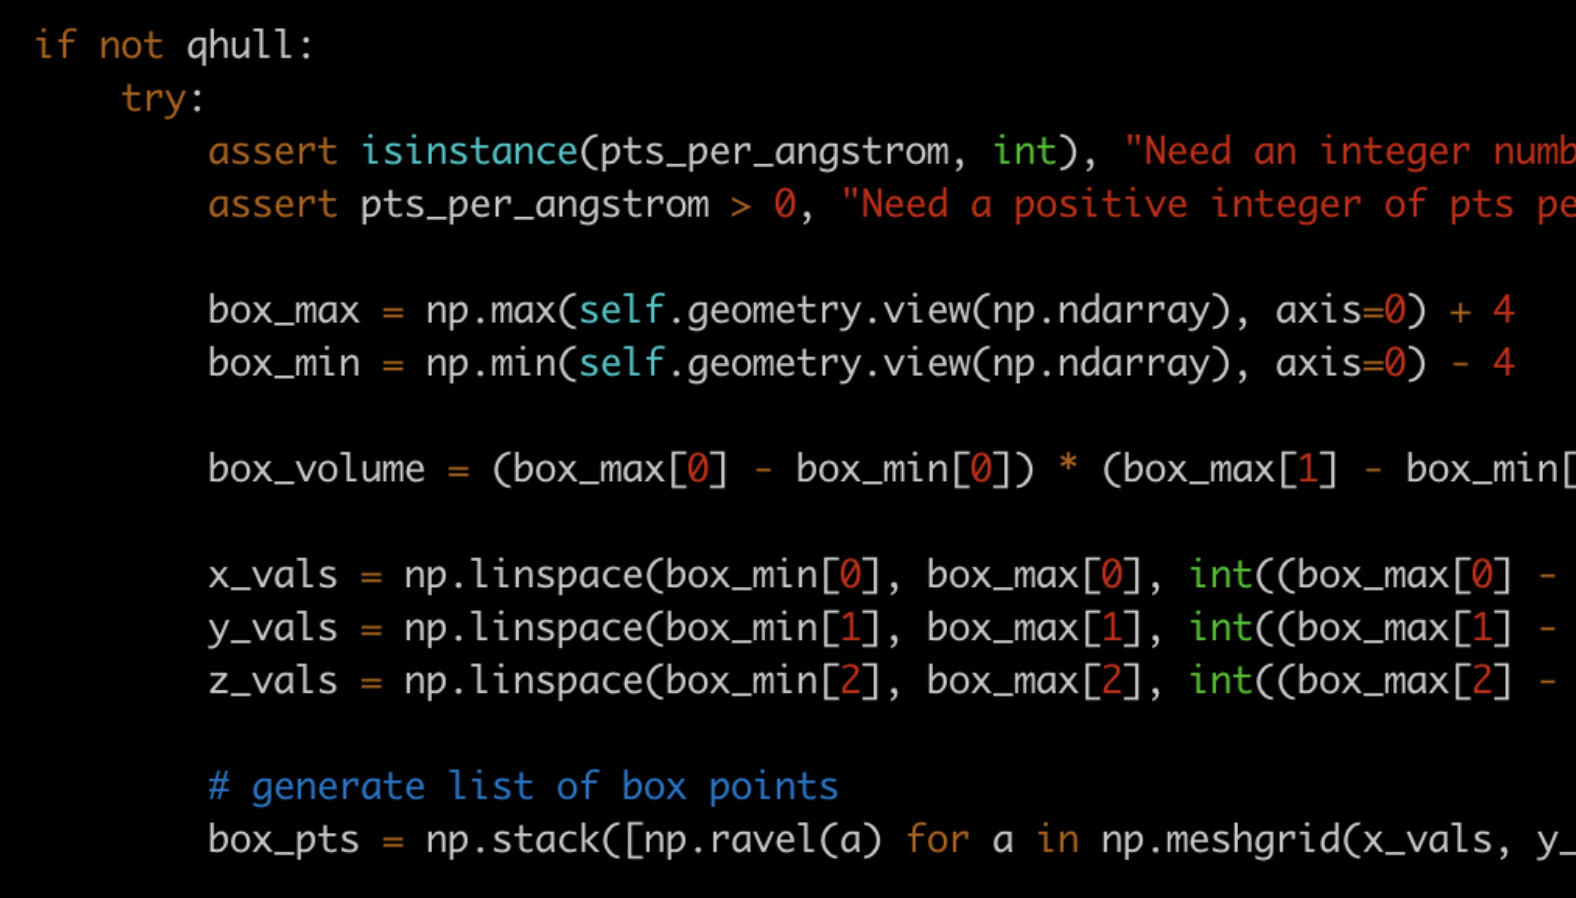 if not qhull:
try:
assert isinstance(pts_per_angstrom, int), "Need an integer numb
assert pts_per_angstrom > 0, "Need a positive integer of pts pe
box_max = np.max(self.geometry.view(np.ndarray), axis=0) + 4
box_min = np.min(self.geometry.view(np.ndarray), axis=0) - 4
box_volume = (box_max[0] - box_min[0]) * (box_max[1] - box_min[
x_vals = np.linspace(box_min[0], box_max[0], int((box_max[0] -
y_vals = np.linspace(box_min[1], box_max[1], int((box_max[1] -
z_vals = np.linspace(box_min[2], box_max[2], int((box_max[2] -
# generate list of box points
box_pts = np.stack([np.ravel(a) for a in np.meshgrid(x_vals, y_